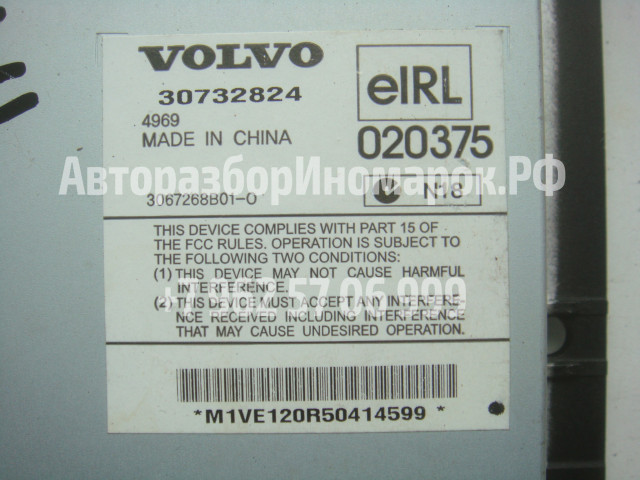 VOLVO
30732824
4969
MADE IN CHINA
eIRL
020375
АвторазборИномарок.РФ
3067268B01-O
N18
THIS DEVICE COMPLIES WITH PART 15 OF
THE FCC RULES. OPERATION IS SUBJECT TO
THE FOLLOWING TWO CONDITIONS:
(1) THIS DEVICE MAY NOT CAUSE HARMFUL
INTERFERENCE.
(2) THIS DEVICE MUST ACCEPT ANY INTERFERE-
NCE RECEIVED INCLUDING INTERFERENCE
THAT MAY CAUSE UNDESIRED OPERATION.
*M1VE120R50414599*